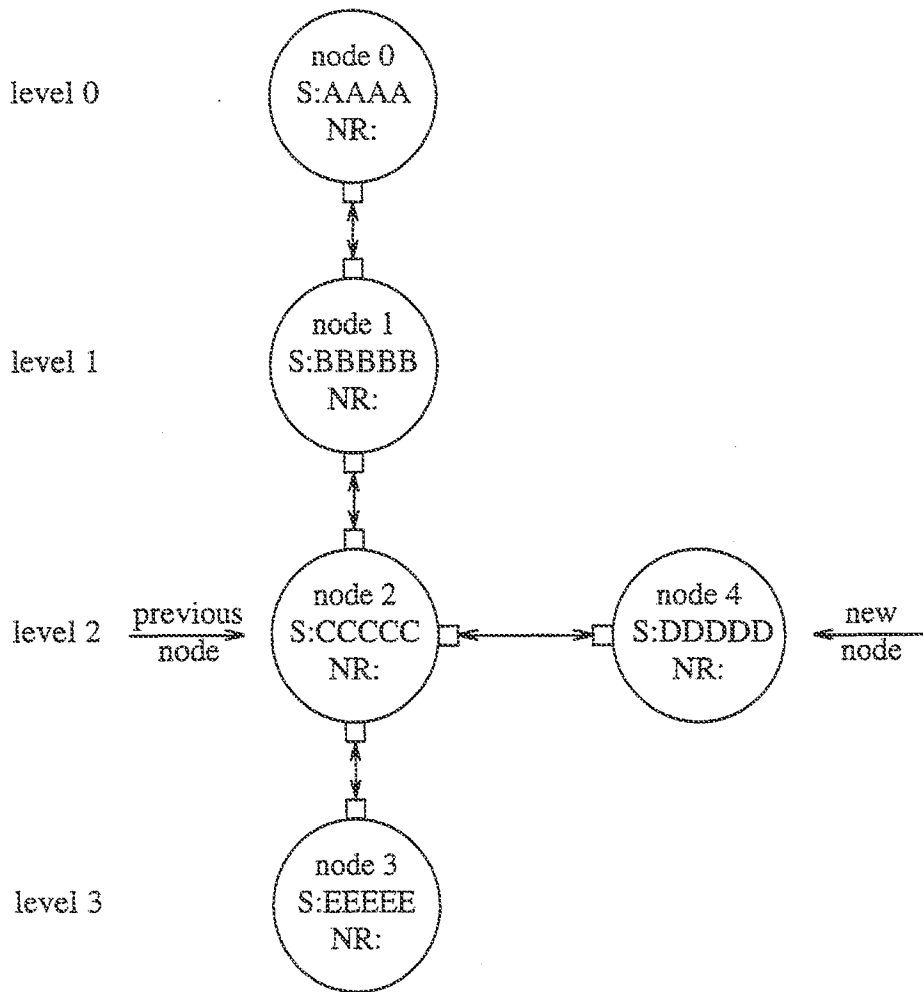 node 0
level 0
S:AAAA
NR:
node 1
level 1
S:BBBBB
NR:
node 2
node 4
previous
new
level 2
S:CCCCC
S:DDDDD
node
node
NR:
NR:
node 3
level 3
S:EEEEE
NR: